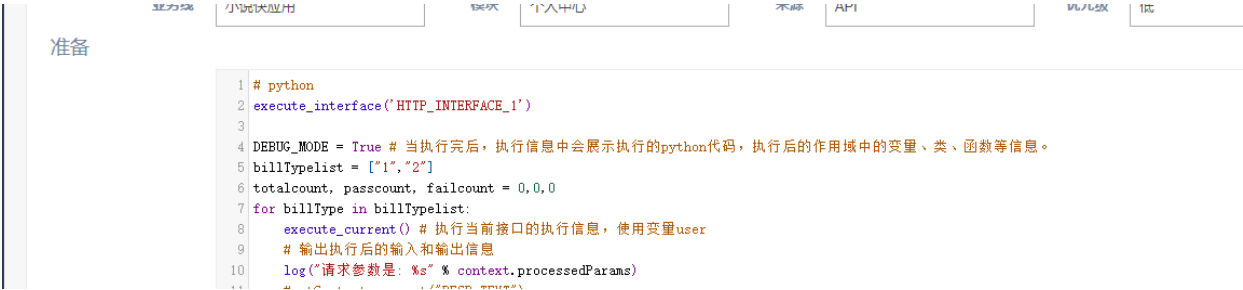 业务线 小说快应用 模块 个人中心 来源 API 优先级 低
准备
1 # python
2 execute_interface('HTTP_INTERFACE_1')
3
4 DEBUG_MODE = True # 当执行完后，执行信息中会展示执行的python代码，执行后的作用域中的变量、类、函数等信息。
5 billTypelist = ["1","2"]
6 totalcount, passcount, failcount = 0,0,0
7 for billType in billTypelist:
8 execute_current() # 执行当前接口的执行信息，使用变量user
9 # 输出执行后的输入和输出信息
10 log("请求参数是: %s" % context.processedParams)